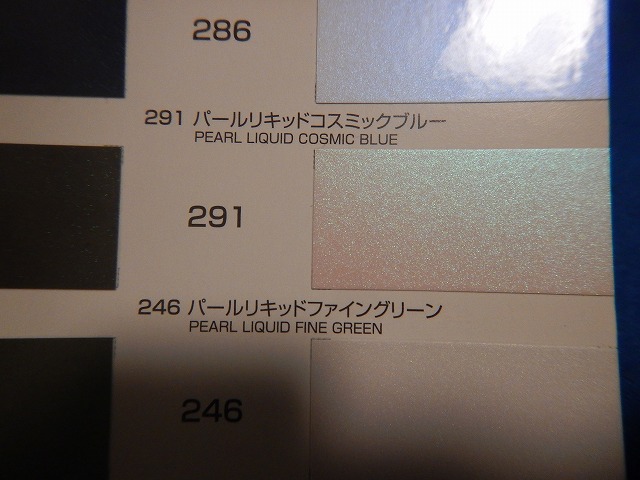 286
291 パールリキッドコスミックブルー
PEARL LIQUID COSMIC BLUE
291
246 パールリキッドファイングリーン
PEARL LIQUID FINE GREEN
246